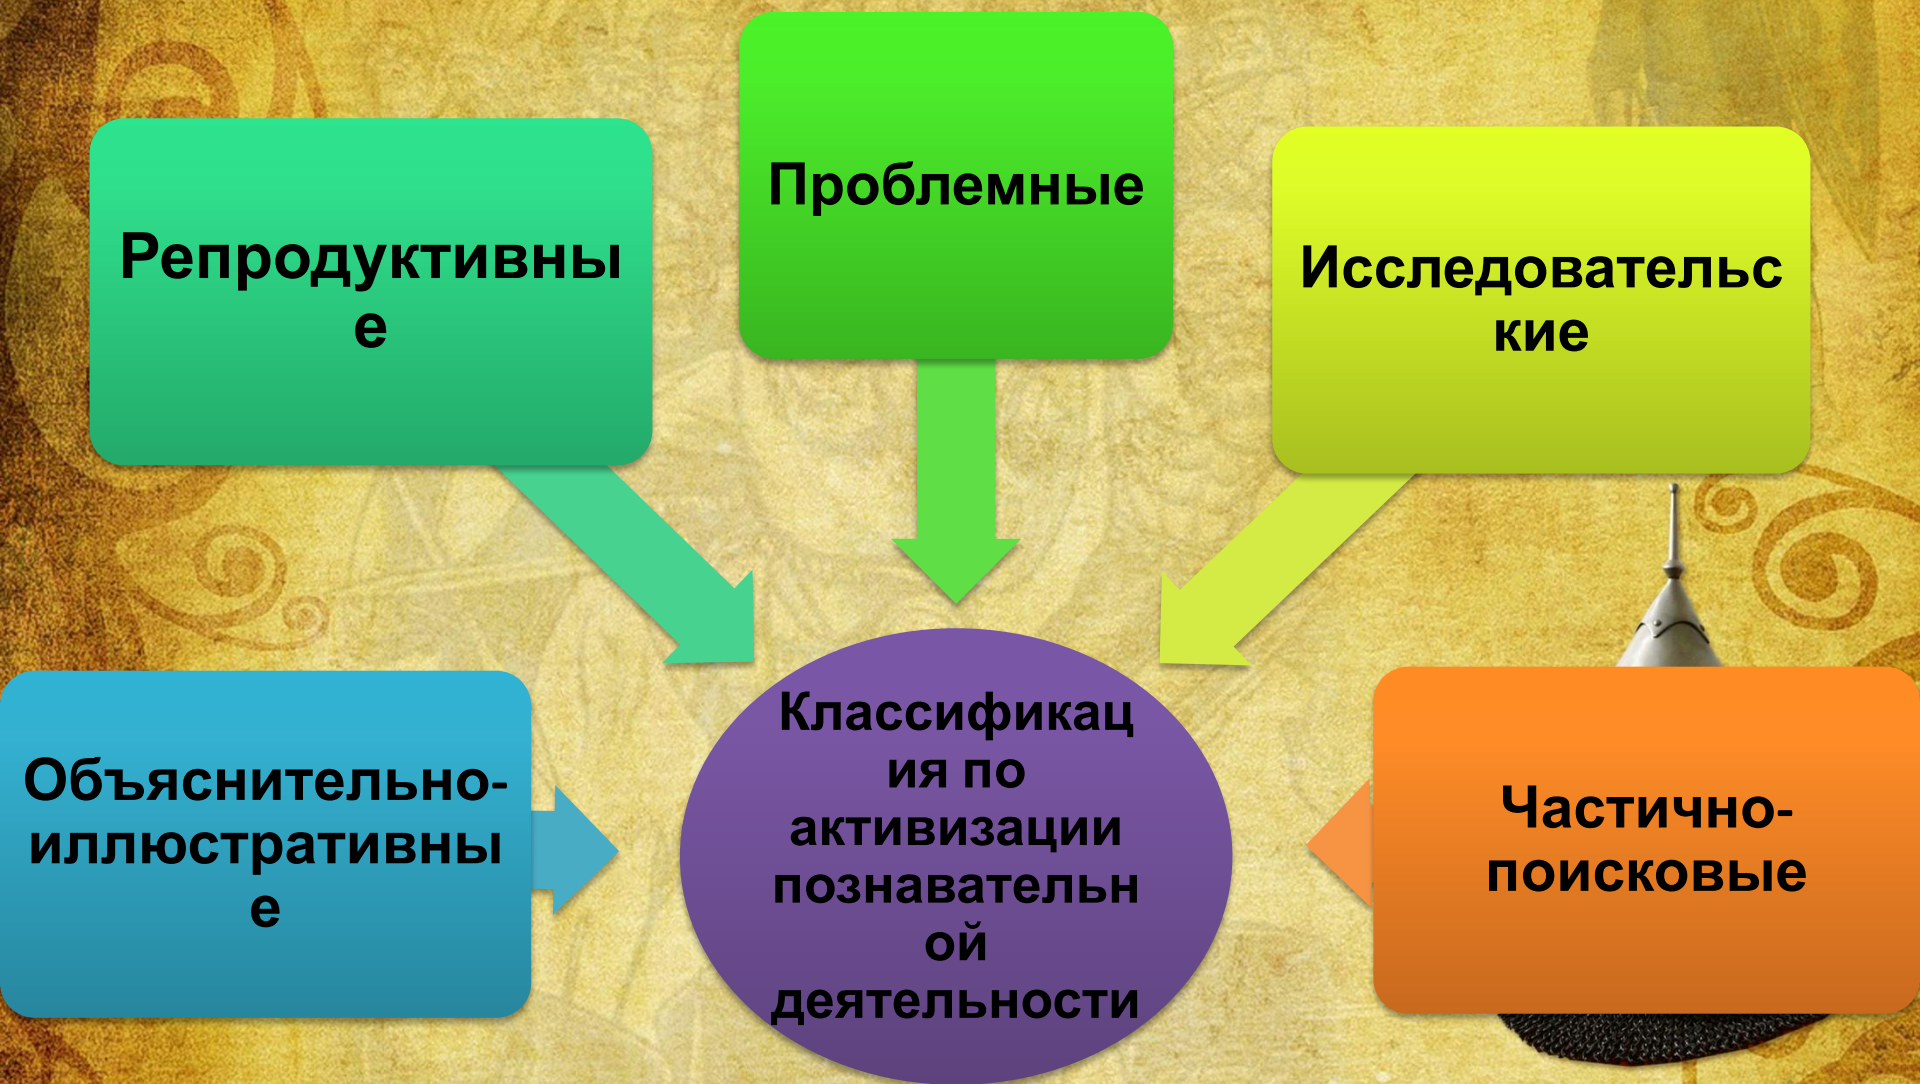 Проблемные
Репродуктивны
е
Исследовательс
кие
Объяснительно-
иллюстративны
е
Классификац
ия по
активизации
познавательн
ой
деятельности
Частично-
поисковые